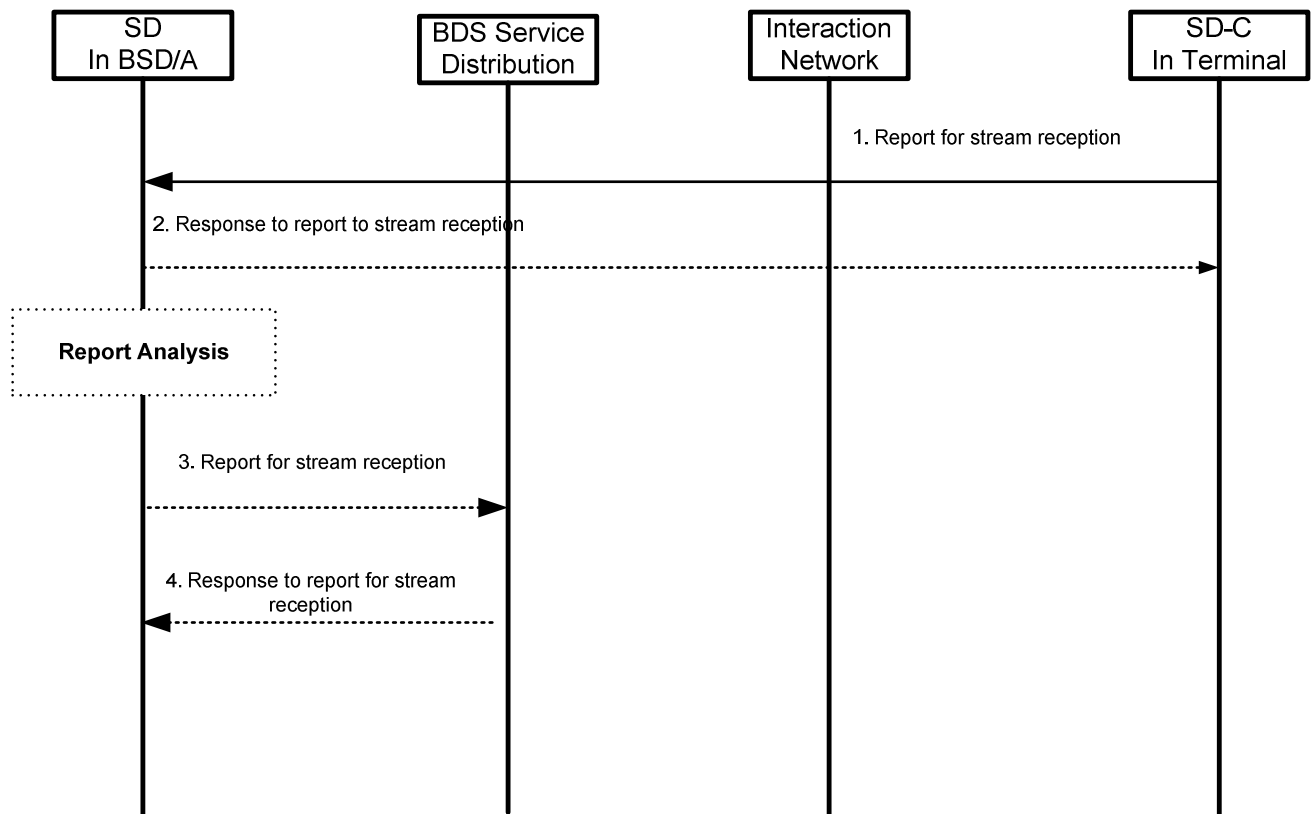 SD
In BSD/A
BDS Service
Distribution
Interaction
Network
SD-C
In Terminal
1. Report for stream reception
2. Response to report to stream reception
Report Analysis
3. Report for stream reception
4. Response to report for stream
reception